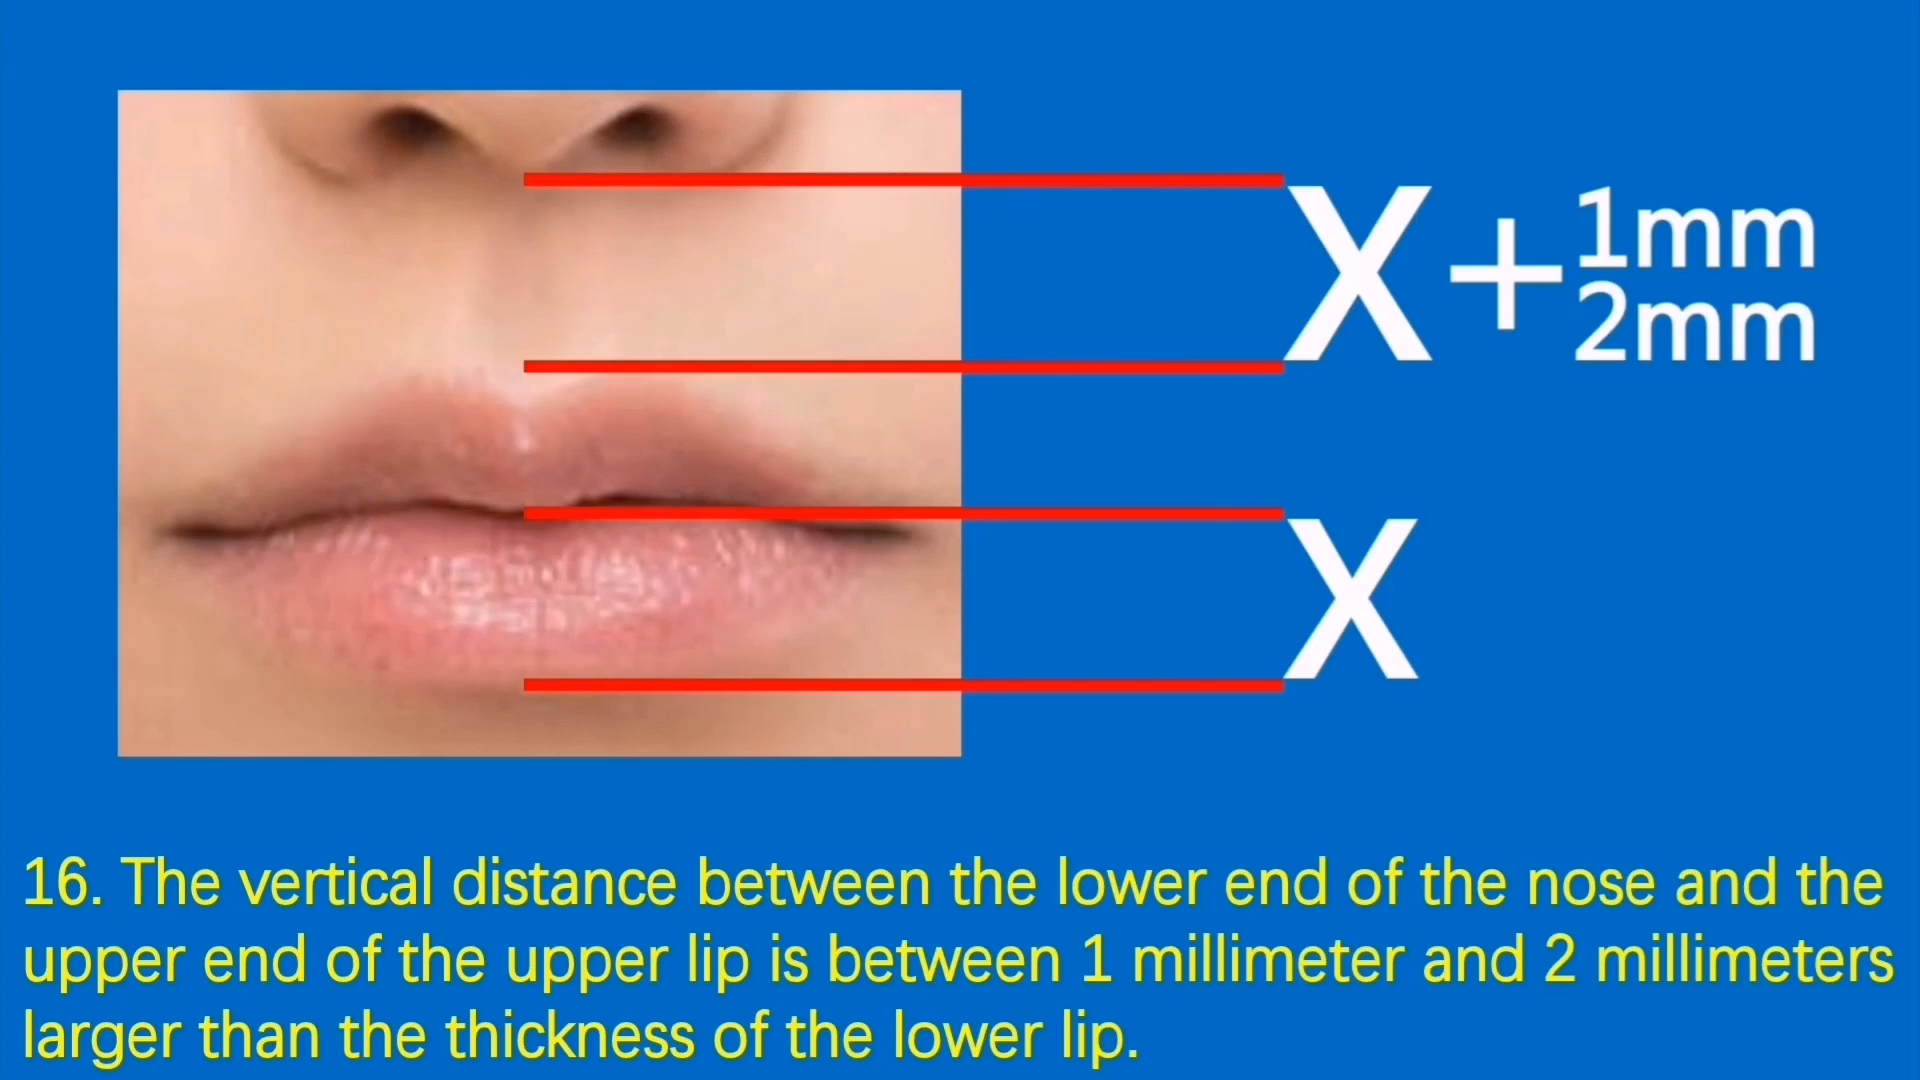 X+1mm
2mm
X
16. The vertical distance between the lower end of the nose and the
upper end of the upper lip is between 1 millimeter and 2 millimeters
larger than the thickness of the lower lip.